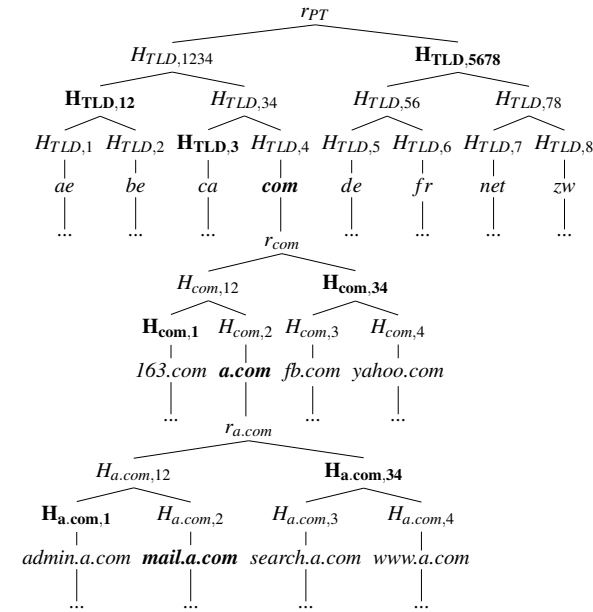 r_PT
H_TLD,1234 H_TLD,5678
H_TLD,12 H_TLD,34 H_TLD,56 H_TLD,78
H_TLD,1 H_TLD,2 H_TLD,3 H_TLD,4 H_TLD,5 H_TLD,6 H_TLD,7 H_TLD,8
ae be ca com de fr net zw
... ... ... ... ... ... ...
r_com
H_com,12 H_com,34
H_com,1 H_com,2 H_com,3 H_com,4
163.com a.com fb.com yahoo.com
... ... ...
r_a.com
H_a.com,12 H_a.com,34
H_a.com,1 H_a.com,2 H_a.com,3 H_a.com,4
admin.a.com mail.a.com search.a.com www.a.com
... ... ... ...